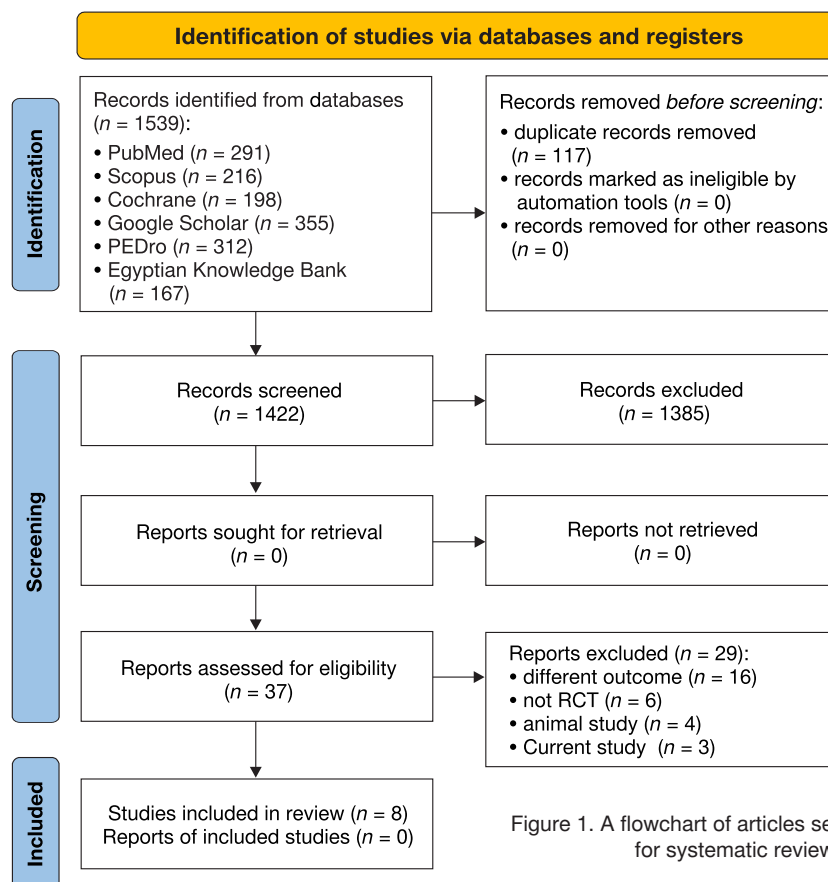 Identification of studies via databases and registers
Identification
Records identified from databases
(n = 1539):
• PubMed (n = 291)
• Scopus (n = 216)
• Cochrane (n = 198)
• Google Scholar (n = 355)
• PEDro (n = 312)
• Egyptian Knowledge Bank
(n = 167)
Records removed before screening:
• duplicate records removed
(n = 117)
• records marked as ineligible by
automation tools (n = 0)
• records removed for other reasons
(n = 0)
Screening
Records screened
(n = 1422)
Records excluded
(n = 1385)
Reports sought for retrieval
(n = 0)
Reports not retrieved
(n = 0)
Reports assessed for eligibility
(n = 37)
Reports excluded (n = 29):
• different outcome (n = 16)
• not RCT (n = 6)
• animal study (n = 4)
• Current study (n = 3)
Included
Studies included in review (n = 8)
Reports of included studies (n = 0)
Figure 1. A flowchart of articles
for systematic review